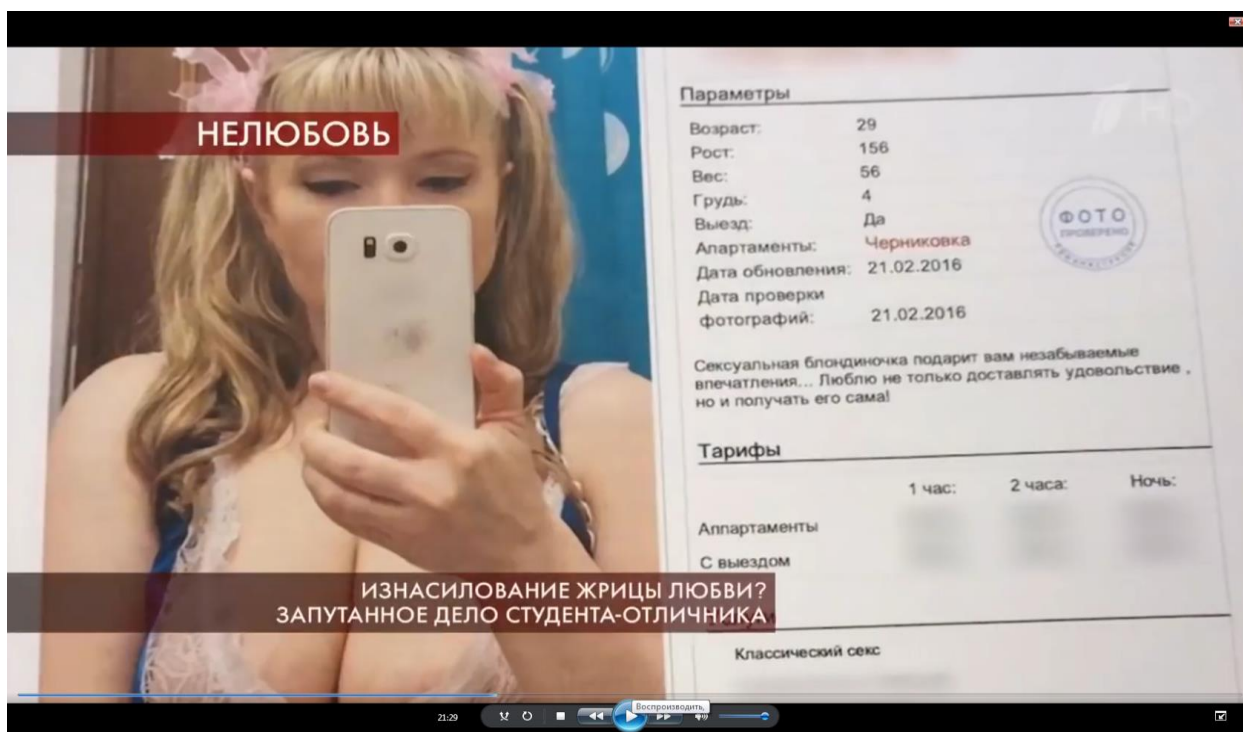 НЕЛЮБОВЬ
Параметры
Возраст: 29
Рост: 156
Вес: 56
Грудь: 4
Выезд: Да
Апартаменты: Черниковка
Дата обновления: 21.02.2016
Дата проверки
фотографий: 21.02.2016
ФОТО
ПРОВЕРЕНО
Сексуальная блондиночка подарит вам незабываемые
впечатления... Люблю не только доставлять удовольствие ,
но и получать его сама!
Тарифы
1 час: 2 часа: Ночь:
Аппартаменты
С выездом
ИЗНАСИЛОВАНИЕ ЖРИЦЫ ЛЮБВИ?
ЗАПУТАННОЕ ДЕЛО СТУДЕНТА-ОТЛИЧНИКА
Классический секс
21:29
Воспроизводить